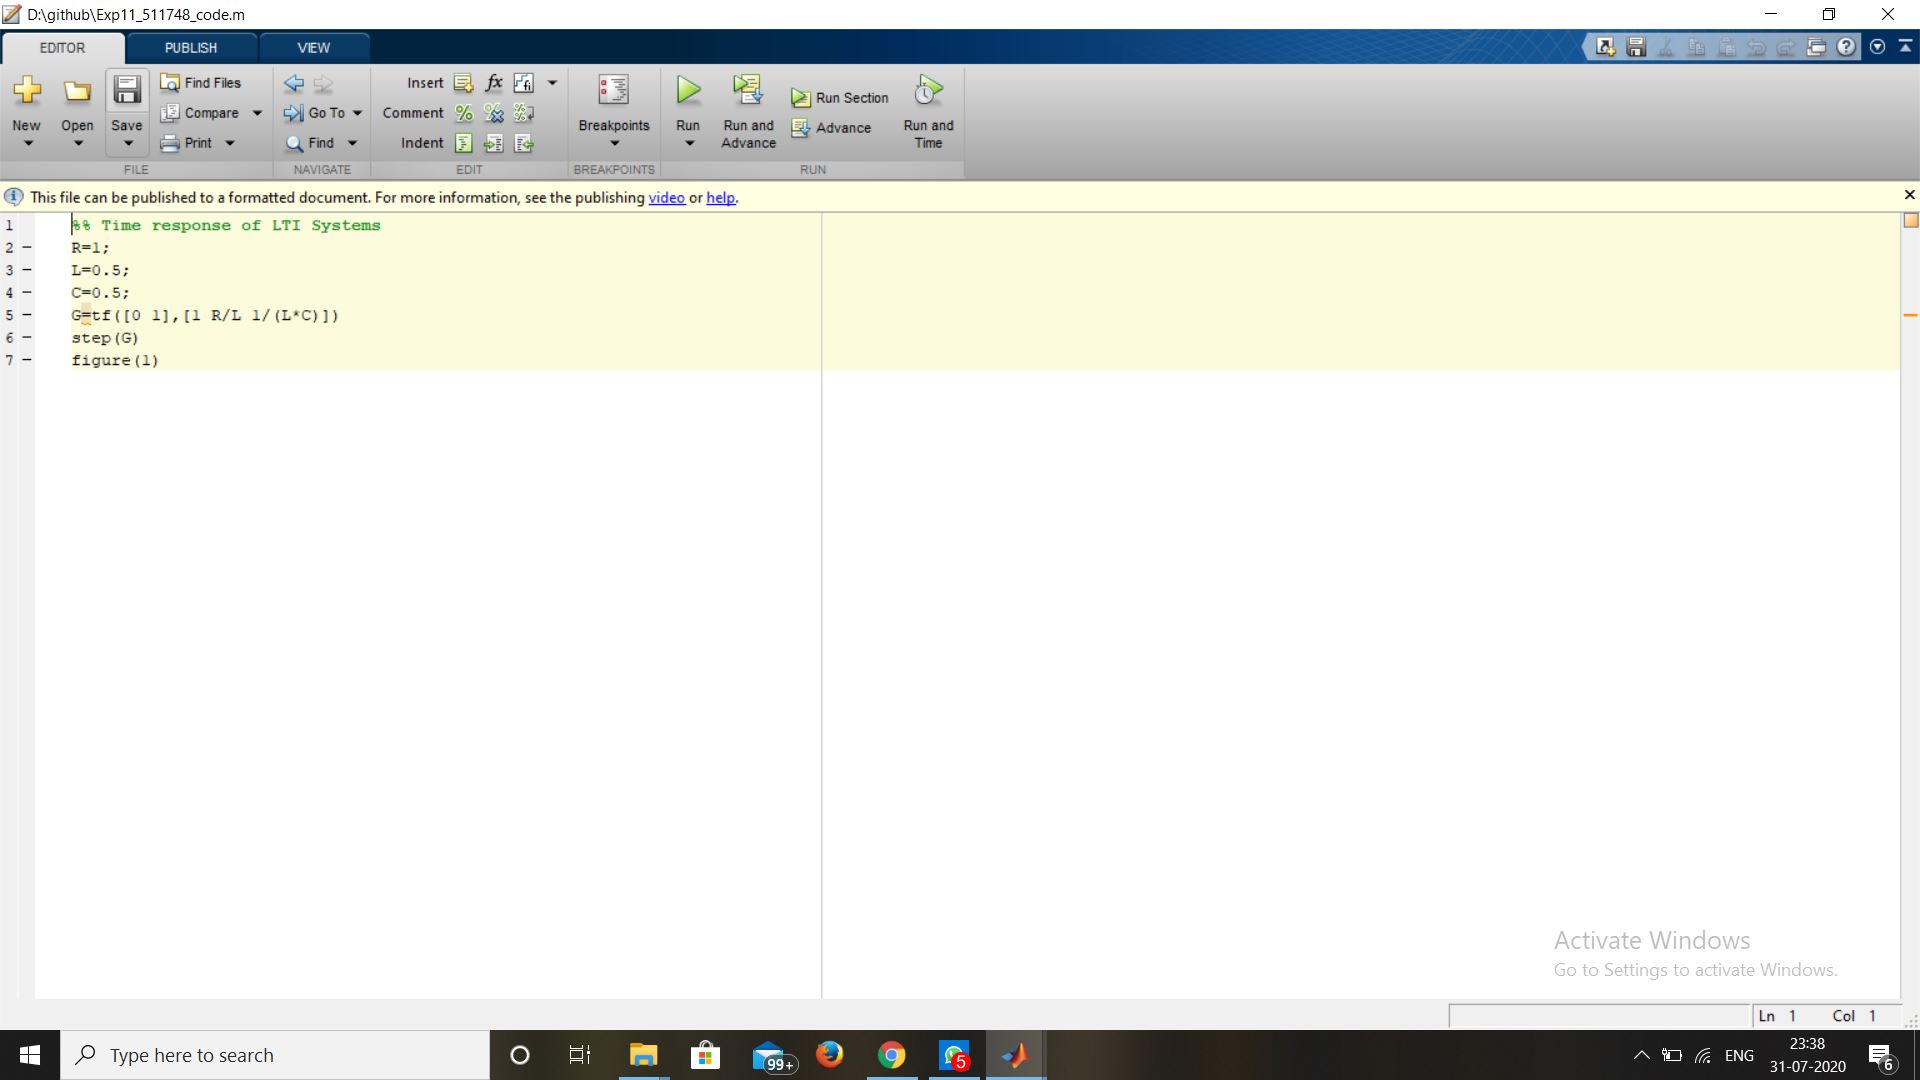 D:\github\Exp11_511748_code.m
EDITOR PUBLISH VIEW
New Open Save Find Files Compare Print
FILE
Go To Find
NAVIGATE
Insert fx fi
Comment % %
Indent
EDIT
Breakpoints
BREAKPOINTS
Run Run and Advance Run Section Advance Run and Time
RUN
This file can be published to a formatted document. For more information, see the publishing video or help.
1 %% Time response of LTI Systems
2 – R=1;
3 – L=0.5;
4 – C=0.5;
5 – G=tf([0 1],[1 R/L 1/(L*C)])
6 – step(G)
7 – figure(1)
Activate Windows
Go to Settings to activate Windows.
Ln 1 Col 1
Type here to search
99+
5
ENG
23:38
31-07-2020
6